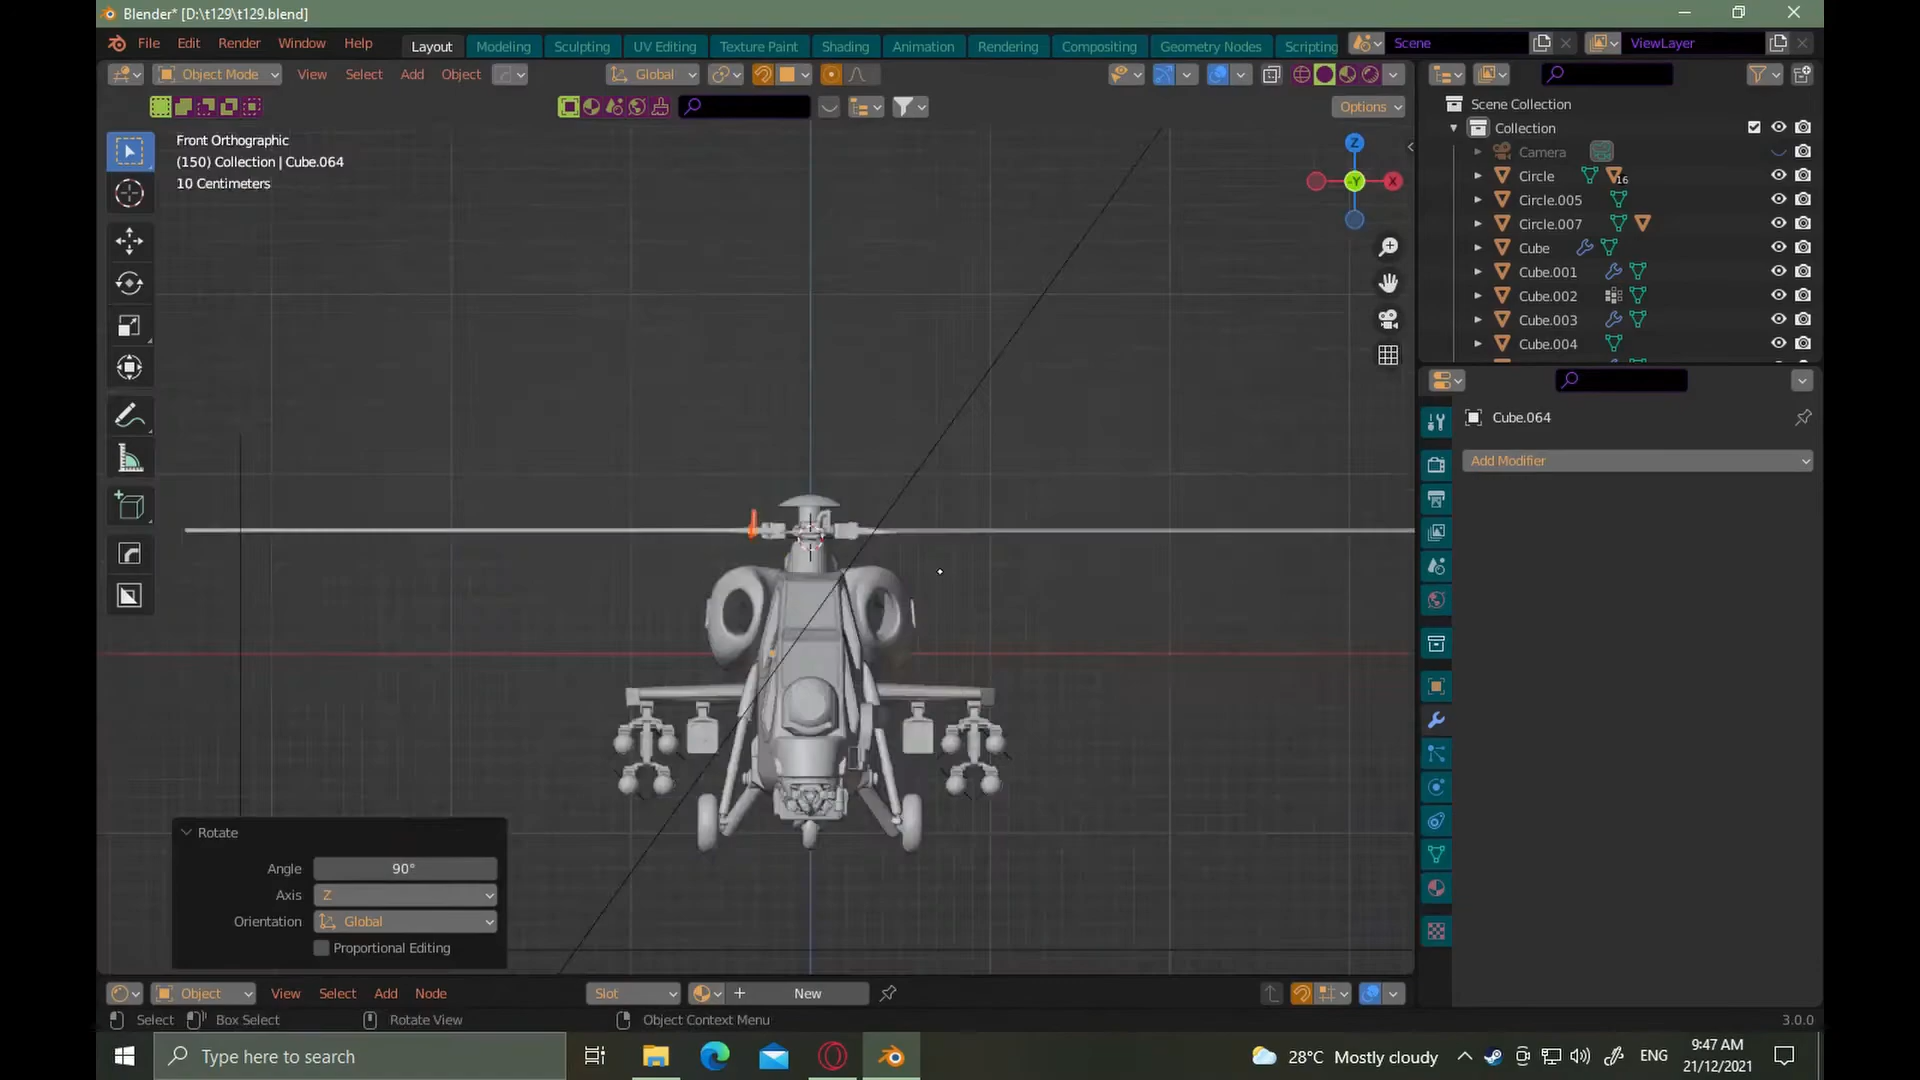 Blender* [D:\t129\t129.blend]
File Edit Render Window Help Layout Modeling Sculpting UV Editing Texture Paint Shading Animation Rendering Compositing Geometry Nodes Scripting Scene ViewLayer
Object Mode View Select Add Object Global
Options
Front Orthographic
(150) Collection | Cube.064
10 Centimeters
Z
Y
X
Scene Collection
Collection
Camera
Circle 16
Circle.005
Circle.007
Cube
Cube.001
Cube.002
Cube.003
Cube.004
Cube.064
Add Modifier
Rotate
Angle 90°
Axis Z
Orientation Global
Proportional Editing
Object View Select Add Node Slot New
Select Box Select Rotate View Object Context Menu 3.0.0
Type here to search 28°C Mostly cloudy ENG 9:47 AM
21/12/2021